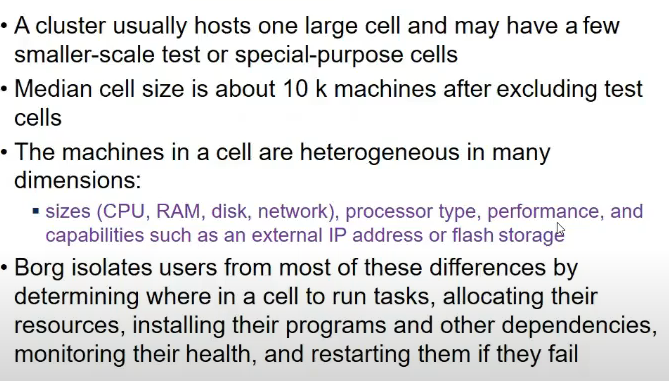 • A cluster usually hosts one large cell and may have a few
smaller-scale test or special-purpose cells
• Median cell size is about 10 k machines after excluding test
cells
• The machines in a cell are heterogeneous in many
dimensions:
▪ sizes (CPU, RAM, disk, network), processor type, performance, and
capabilities such as an external IP address or flash storage
• Borg isolates users from most of these differences by
determining where in a cell to run tasks, allocating their
resources, installing their programs and other dependencies,
monitoring their health, and restarting them if they fail